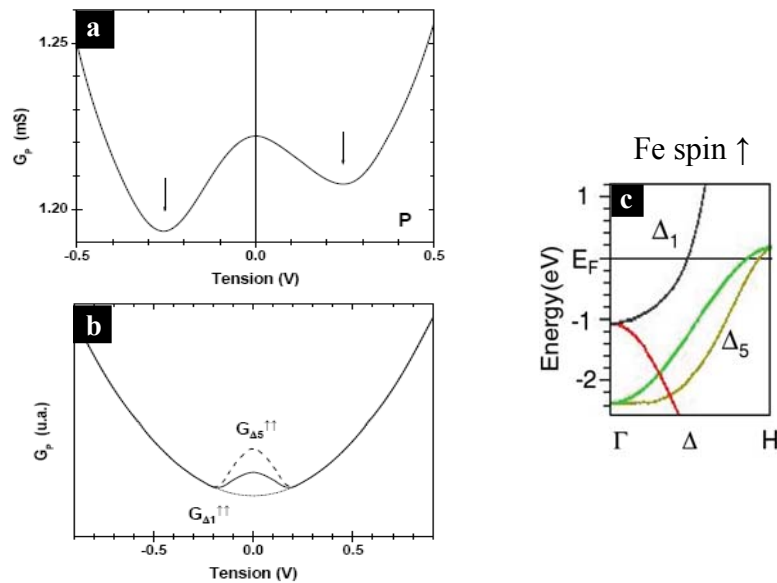 a
1.25
1.20
G_P (mS)
P
-0.5 0.0 0.5
Tension (V)
b
G_P (u.a.)
G_Δ5^↑↑
G_Δ1^↑↑
-0.5 0.0 0.5
Tension (V)
Fe spin ↑
c
1
E_F
-1
-2
Energy(eV)
Δ₁
Δ₅
Γ Δ H